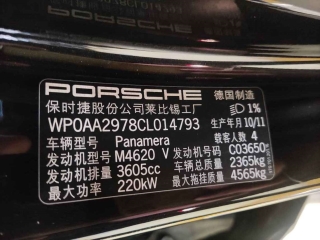 PORSCHE 德国制造
保时捷股份公司莱比锡工厂 1%
WP0AA2978CL014793 生产年月 10/11
车辆型号 Panamera 载客人数 4
发动机型号 M4620 V 发动机号码 C03650
发动机排量 3605cc 车辆总质量 2365kg
最大功率 220kW 最大拖挂质量 4565kg